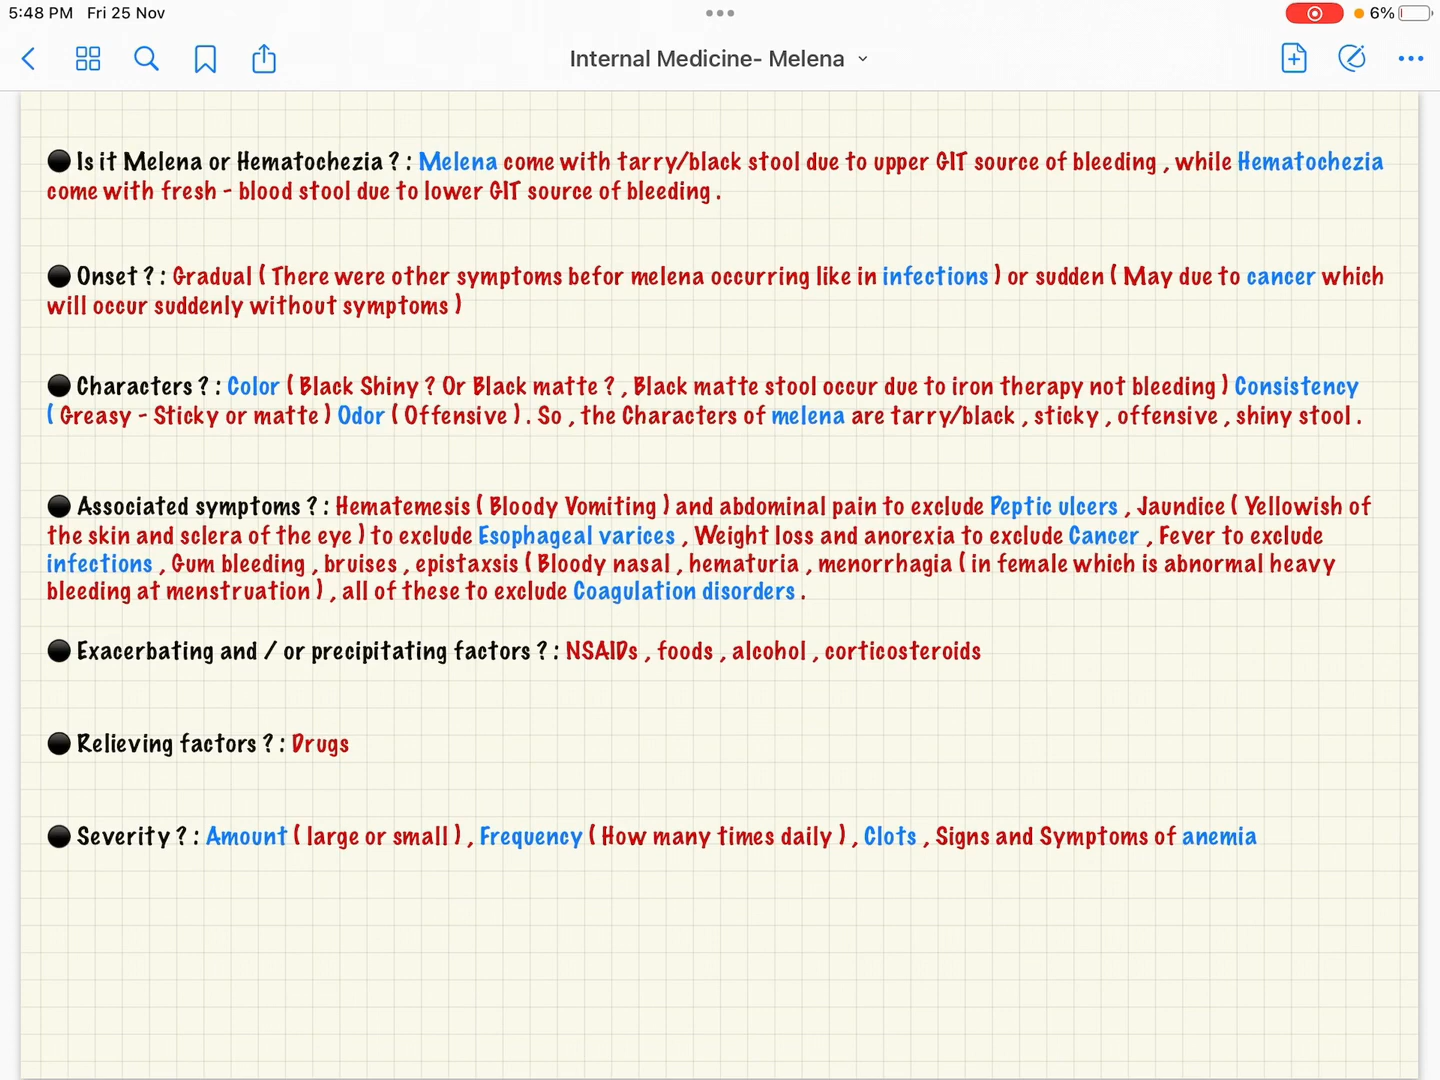 5:48 PM Fri 25 Nov
6%
Internal Medicine- Melena
Is it Melena or Hematochezia ? : Melena come with tarry/black stool due to upper GIT source of bleeding , while Hematochezia
come with fresh - blood stool due to lower GIT source of bleeding .
Onset ? : Gradual ( There were other symptoms befor melena occurring like in infections ) or sudden ( May due to cancer which
will occur suddenly without symptoms )
Characters ? : Color ( Black Shiny ? Or Black matte ? , Black matte stool occur due to iron therapy not bleeding ) Consistency
( Greasy - Sticky or matte ) Odor ( Offensive ) . So , the Characters of melena are tarry/black , sticky , offensive , shiny stool .
Associated symptoms ? : Hematemesis ( Bloody Vomiting ) and abdominal pain to exclude Peptic ulcers , Jaundice ( Yellowish of
the skin and sclera of the eye ) to exclude Esophageal varices , Weight loss and anorexia to exclude Cancer , Fever to exclude
infections , Gum bleeding , bruises , epistaxsis ( Bloody nasal , hematuria , menorrhagia ( in female which is abnormal heavy
bleeding at menstruation ) , all of these to exclude Coagulation disorders .
Exacerbating and / or precipitating factors ? : NSAIDs , foods , alcohol , corticosteroids
Relieving factors ? : Drugs
Severity ? : Amount ( large or small ) , Frequency ( How many times daily ) , Clots , Signs and Symptoms of anemia